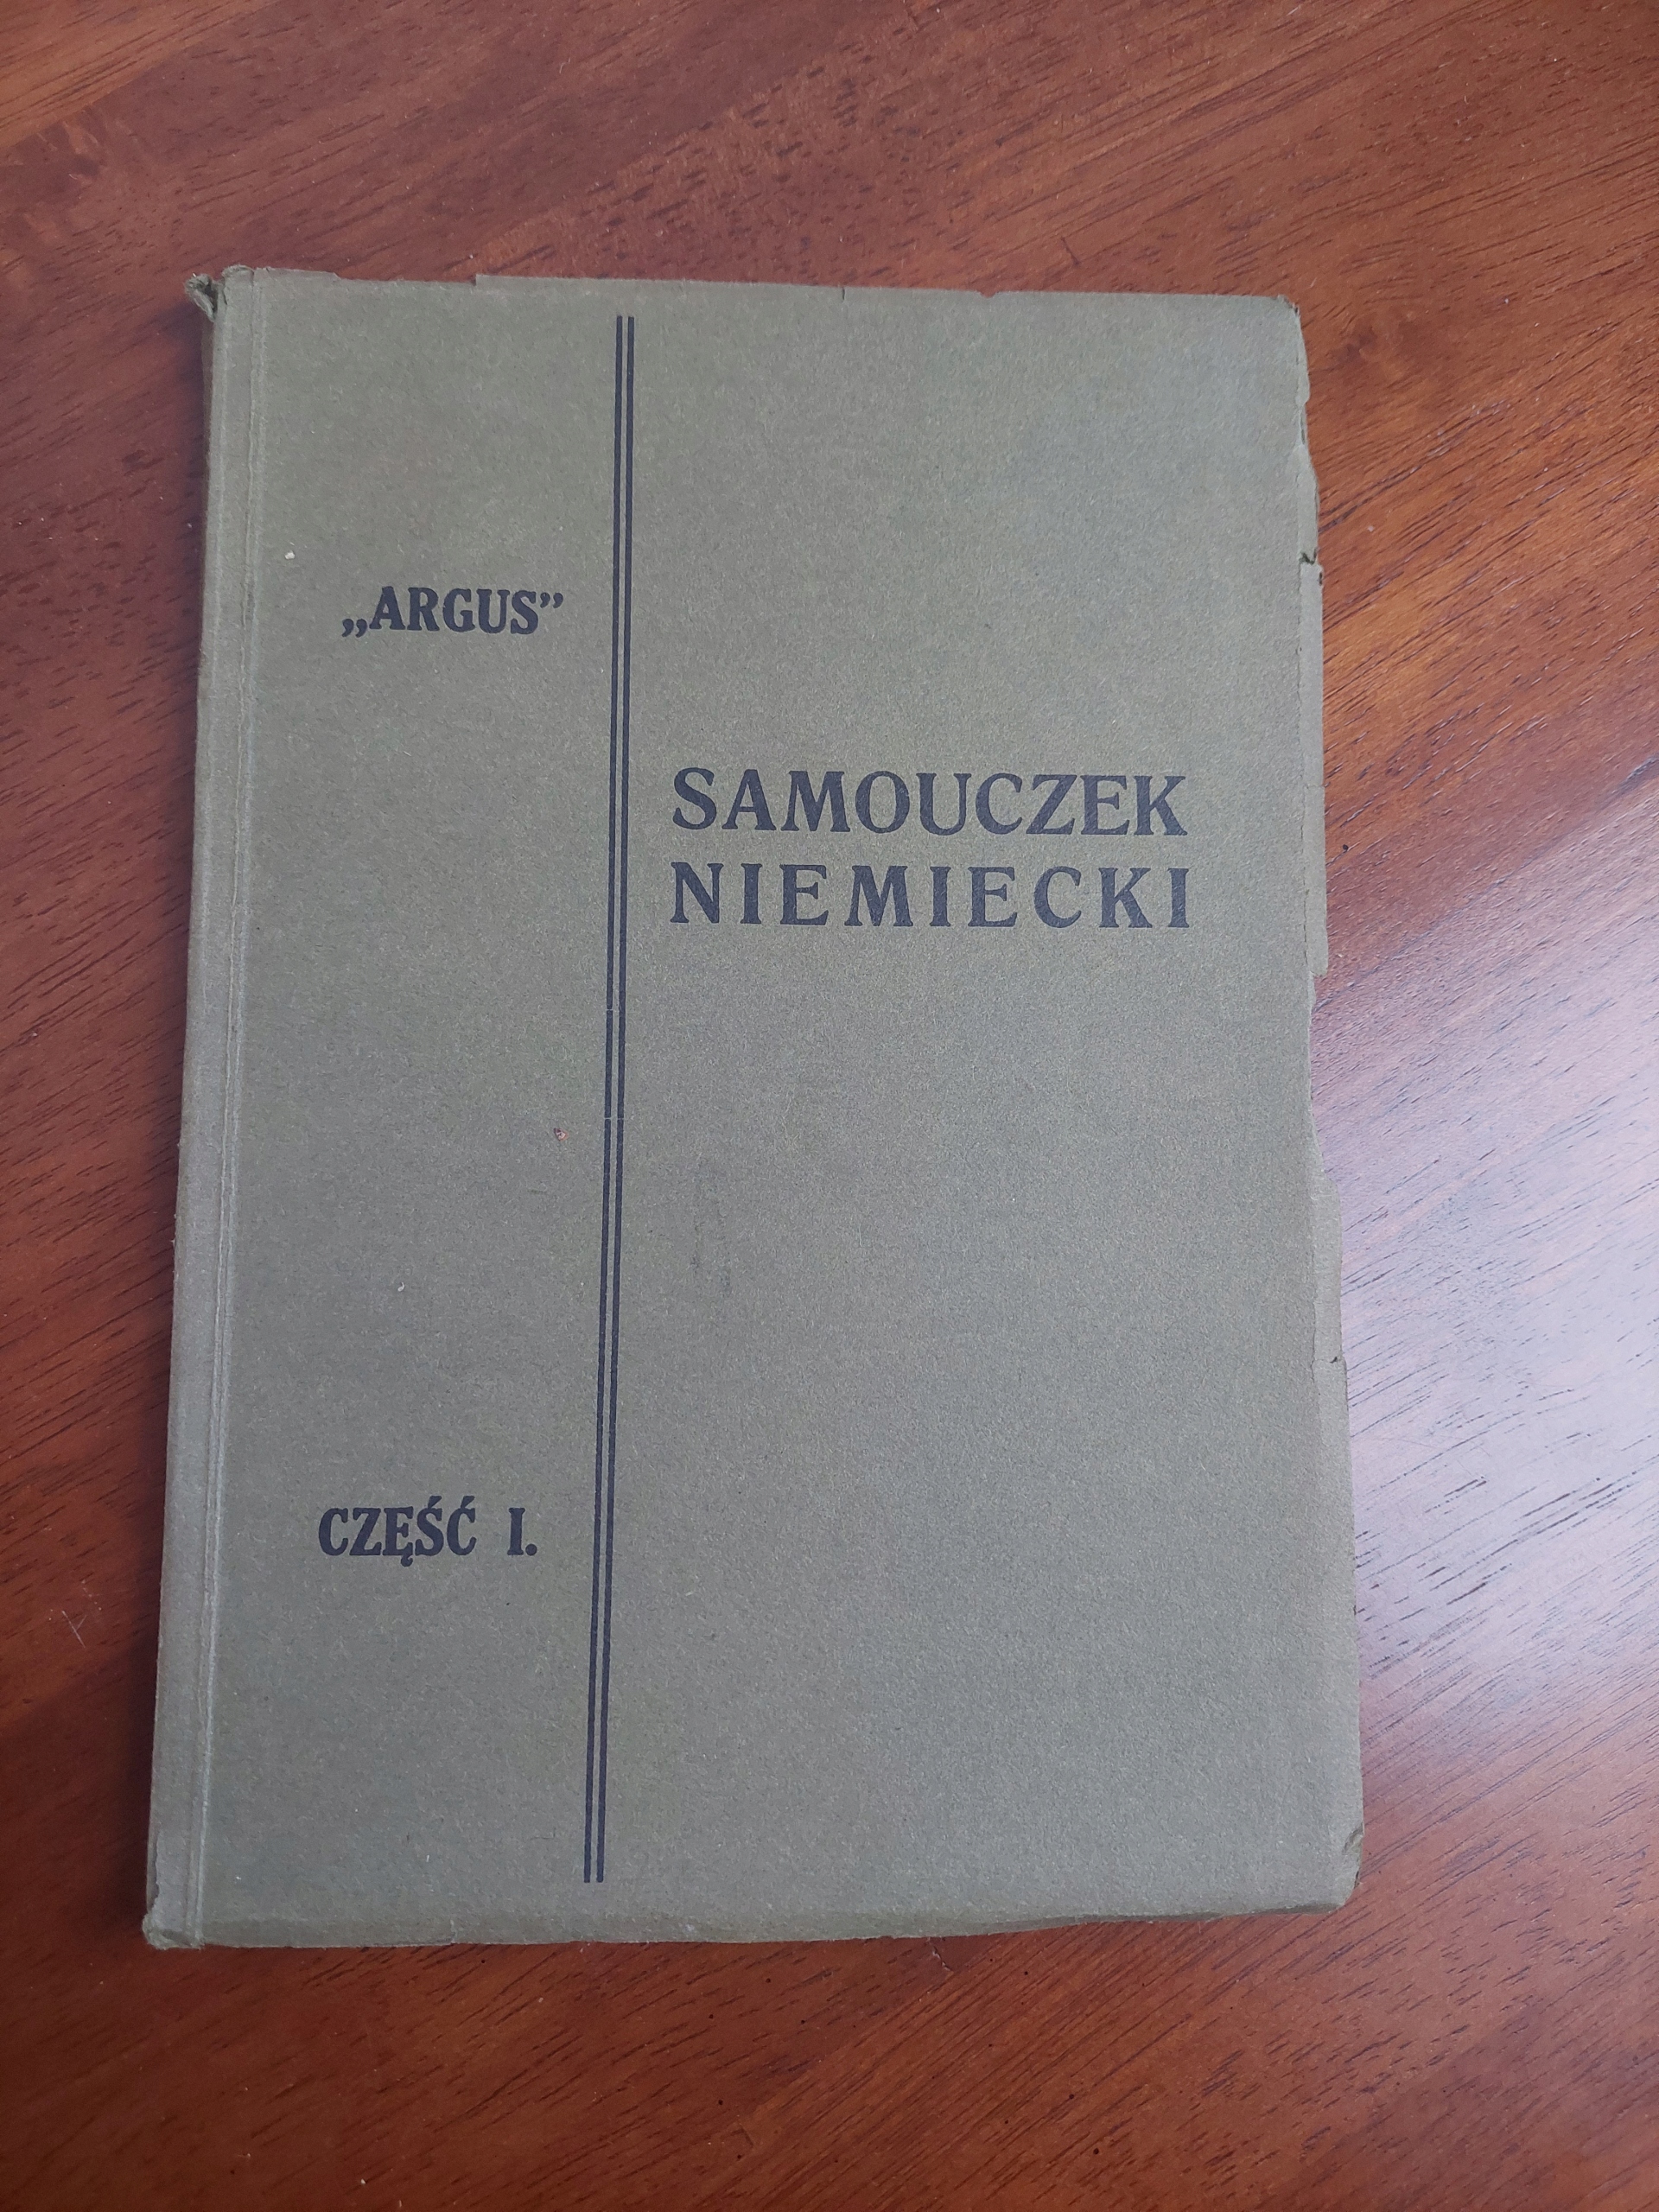 „ARGUS”
SAMOUCZEK
NIEMIECKI
CZĘŚĆ I.